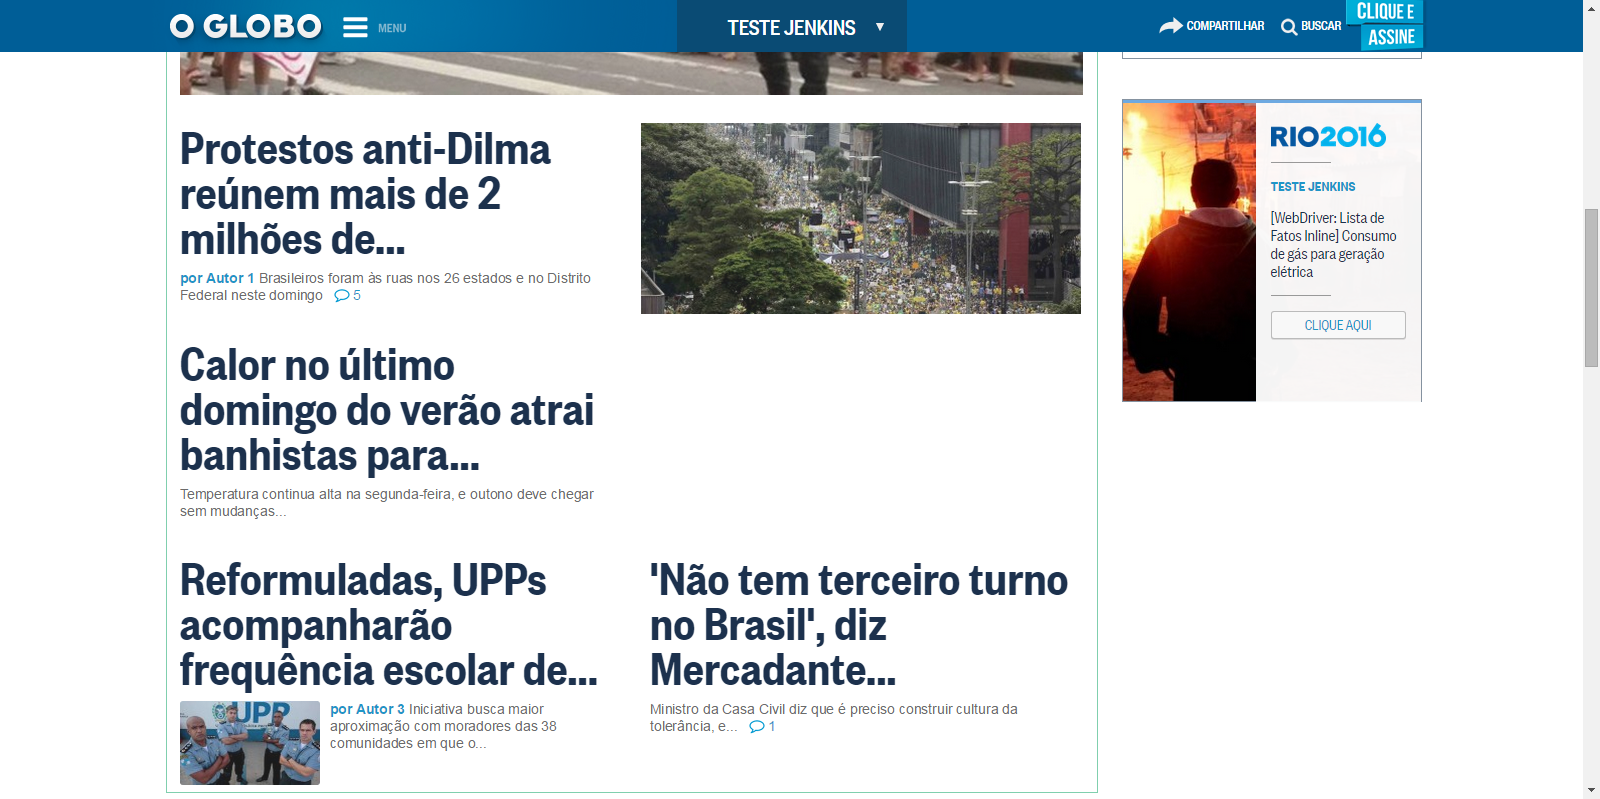 O GLOBO
MENU
TESTE JENKINS ▼
COMPARTILHAR
BUSCAR
CLIQUE E
ASSINE
Protestos anti-Dilma
reúnem mais de 2
milhões de...
por Autor 1 Brasileiros foram às ruas nos 26 estados e no Distrito
Federal neste domingo 5
Calor no último
domingo do verão atrai
banhistas para...
Temperatura continua alta na segunda-feira, e outono deve chegar
sem mudanças...
Reformuladas, UPPs
acompanharão
frequência escolar de...
UPP
por Autor 3 Iniciativa busca maior
aproximação com moradores das 38
comunidades em que o...
'Não tem terceiro turno
no Brasil', diz
Mercadante...
Ministro da Casa Civil diz que é preciso construir cultura da
tolerância, e... 1
RIO2016
TESTE JENKINS
[WebDriver: Lista de
Fatos Inline] Consumo
de gás para geração
elétrica
CLIQUE AQUI